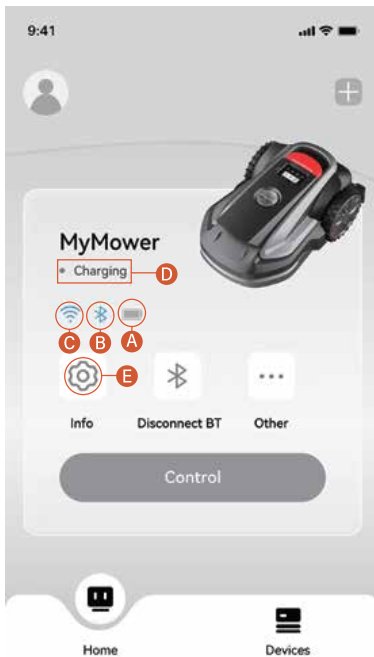 9:41
MyMower
Charging
D
C
B
A
E
Info
Disconnect BT
Other
Control
Home
Devices